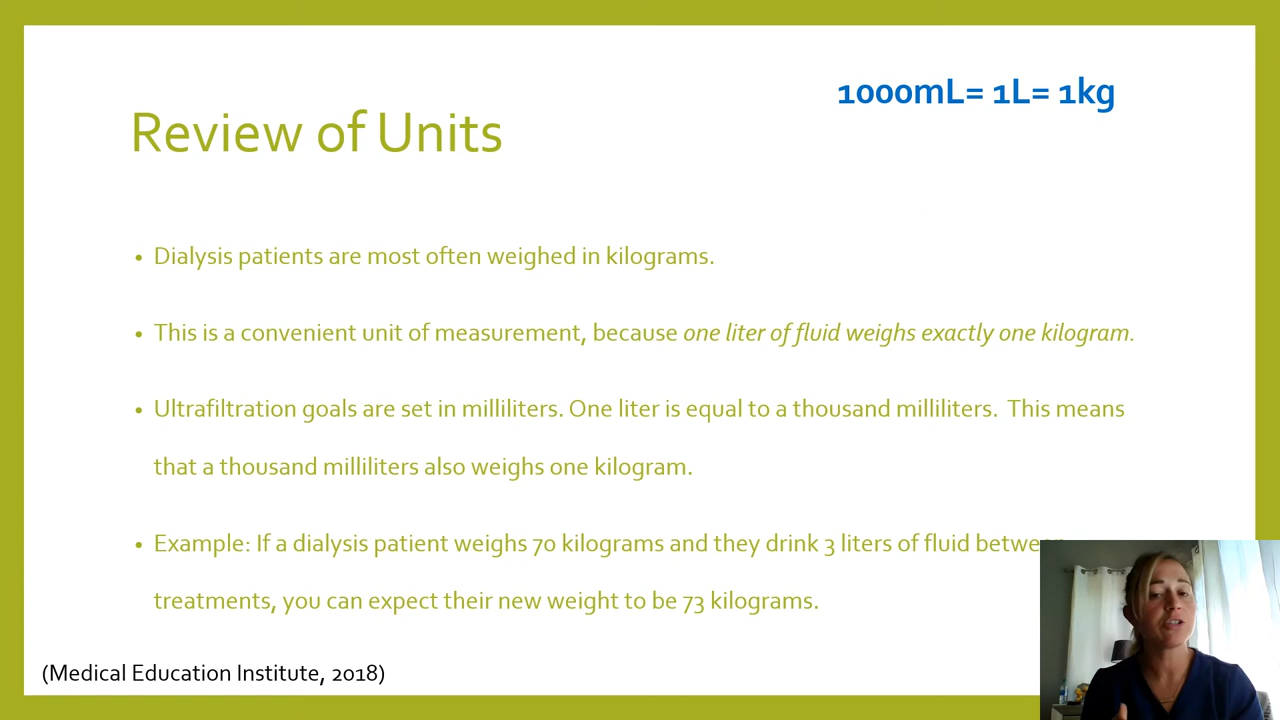 1000mL= 1L= 1kg
Review of Units
• Dialysis patients are most often weighed in kilograms.
• This is a convenient unit of measurement, because one liter of fluid weighs exactly one kilogram.
• Ultrafiltration goals are set in milliliters. One liter is equal to a thousand milliliters. This means
that a thousand milliliters also weighs one kilogram.
• Example: If a dialysis patient weighs 70 kilograms and they drink 3 liters of fluid between
treatments, you can expect their new weight to be 73 kilograms.
(Medical Education Institute, 2018)